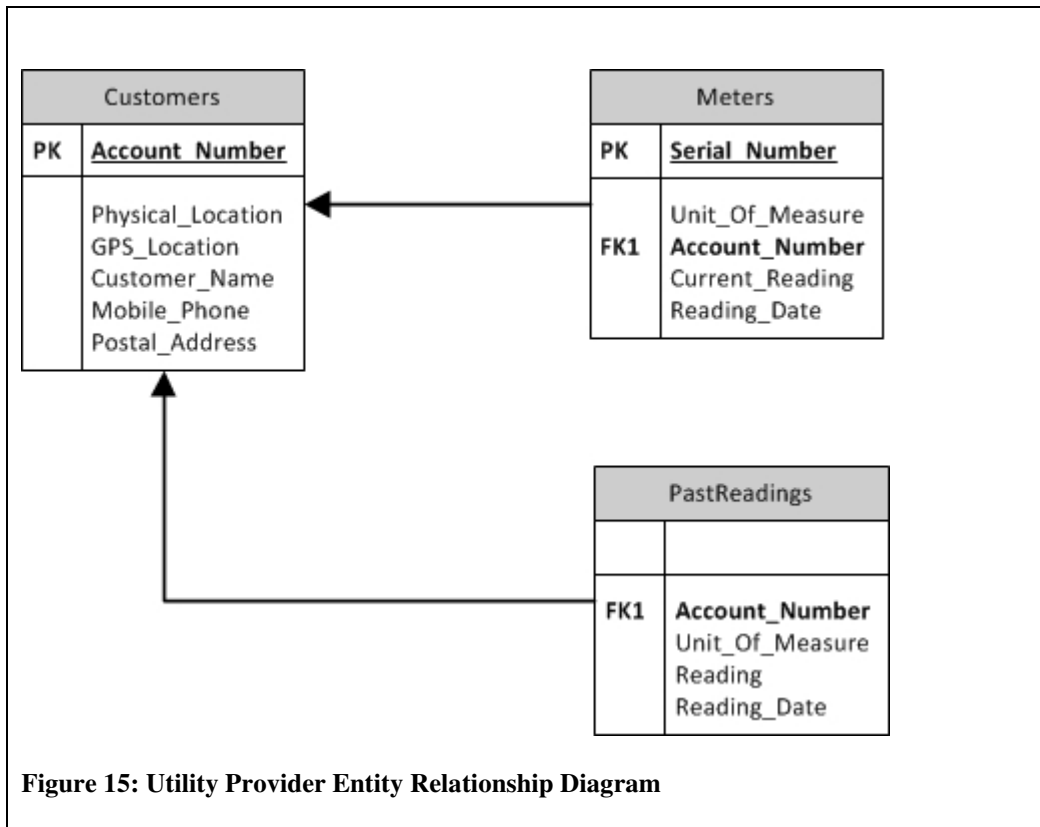 Customers
PK Account_Number
Physical_Location
GPS_Location
Customer_Name
Mobile_Phone
Postal_Address
Meters
PK Serial_Number
Unit_Of_Measure
FK1 Account_Number
Current_Reading
Reading_Date
PastReadings
FK1 Account_Number
Unit_Of_Measure
Reading
Reading_Date
Figure 15: Utility Provider Entity Relationship Diagram